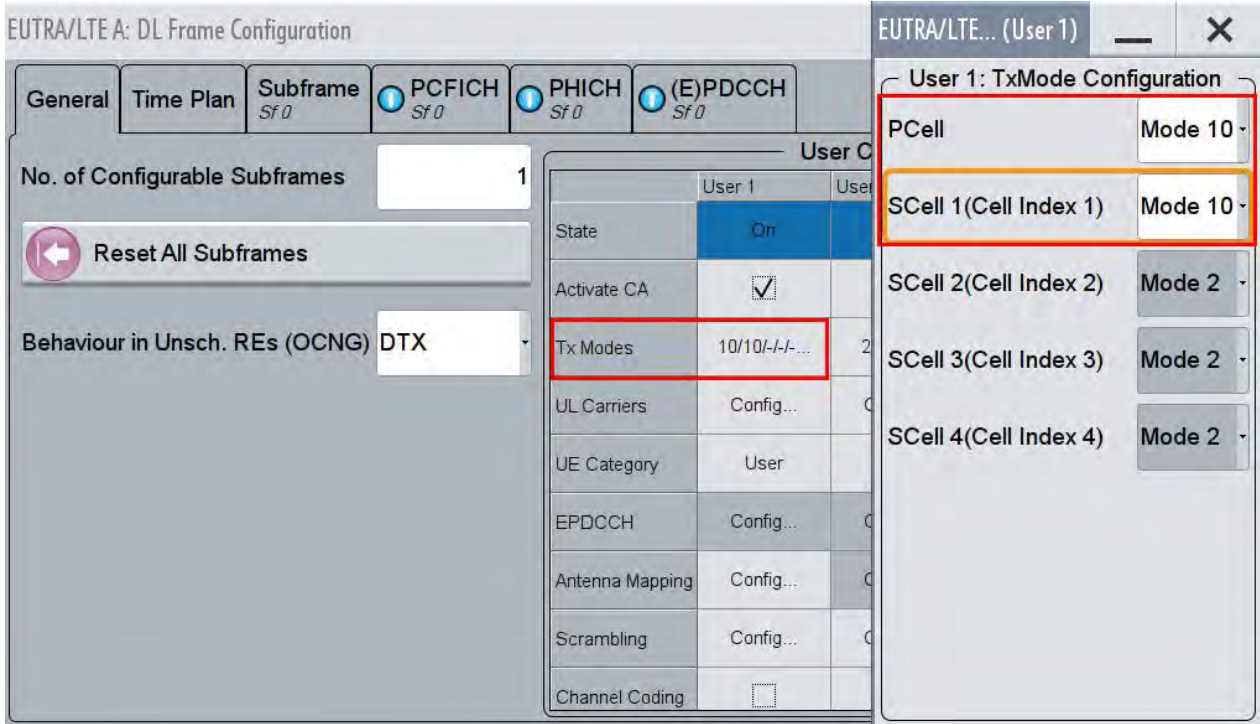 EUTRA/LTE A: DL Frame Configuration
General
Time Plan
Subframe
Sf 0
PCFICH
Sf 0
PHICH
Sf 0
(E)PDCCH
Sf 0
No. of Configurable Subframes 1
Reset All Subframes
Behaviour in Unsch. REs (OCNG) DTX
User C
User 1 User
State On
Activate CA
Tx Modes 10/10/-/-/-... 2
UL Carriers Config...
UE Category User
EPDCCH Config...
Antenna Mapping Config...
Scrambling Config...
Channel Coding
EUTRA/LTE... (User 1)
User 1: TxMode Configuration
PCell Mode 10
SCell 1(Cell Index 1) Mode 10
SCell 2(Cell Index 2) Mode 2
SCell 3(Cell Index 3) Mode 2
SCell 4(Cell Index 4) Mode 2